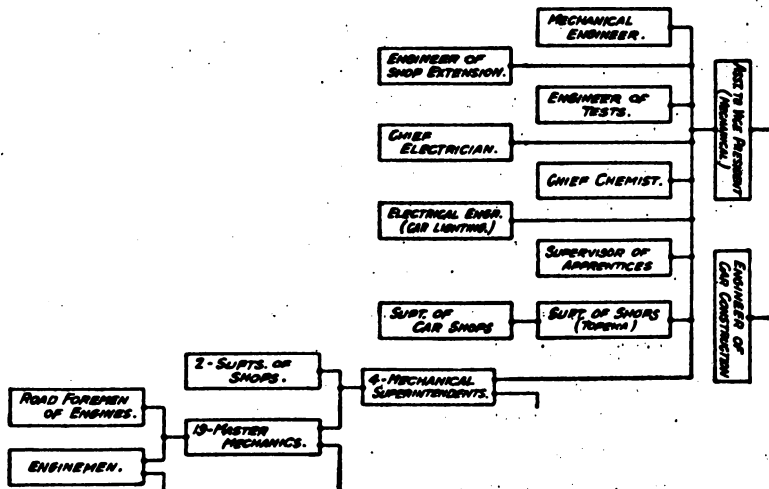 MECHANICAL
ENGINEER.
ENGINEER OF
SHOP EXTENSION.
ENGINEER OF
TESTS.
CHIEF
ELECTRICIAN.
CHIEF CHEMIST.
ELECTRICAL ENGR.
(CAR LIGHTING.)
SUPERVISOR OF
APPRENTICES
SUPT. OF
CAR SHOPS
SUPT. OF SHOPS
(TOPEKA)
ASST. TO VICE PRESIDENT
(MECHANICAL)
ENGINEER OF
CAR CONSTRUCTION
2-SUPTS. OF
SHOPS.
4-MECHANICAL
SUPERINTENDENTS.
ROAD FOREMEN
OF ENGINES.
19-MASTER
MECHANICS.
ENGINEMEN.